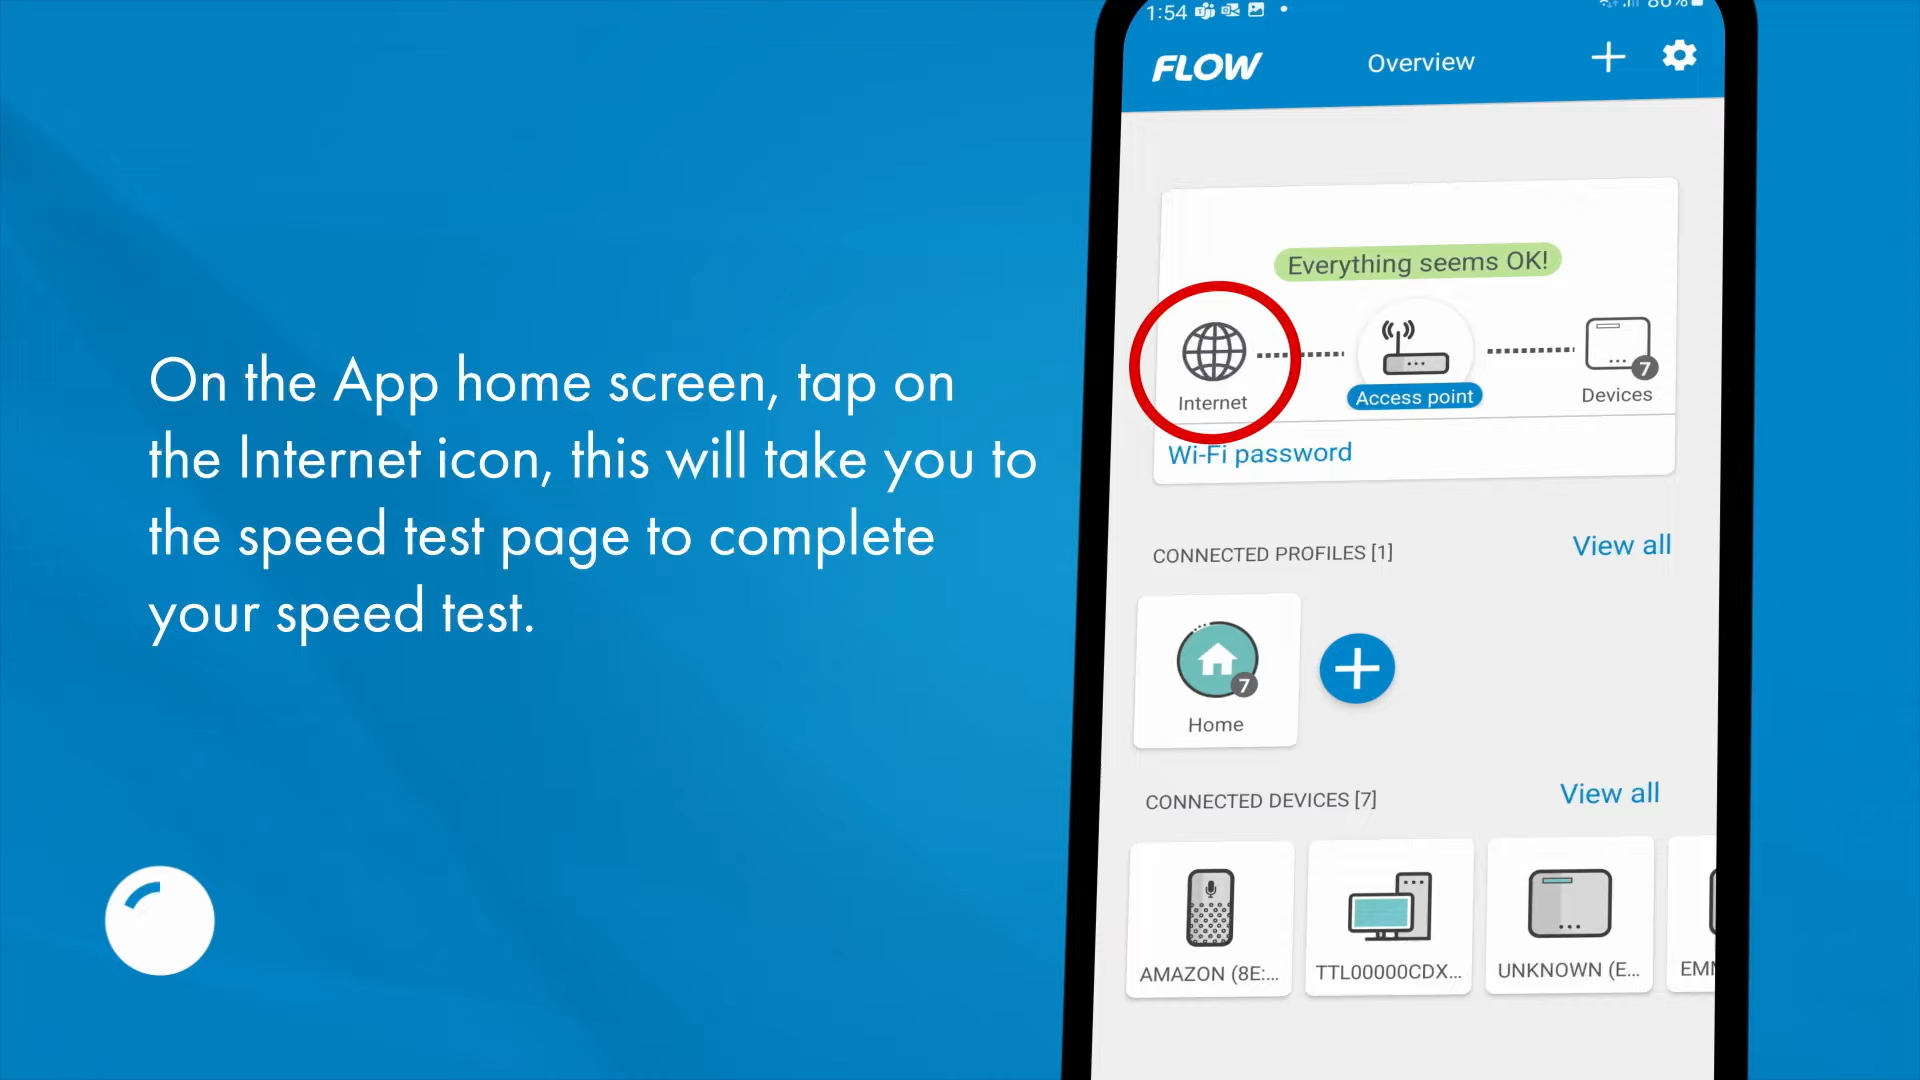 On the App home screen, tap on
the Internet icon, this will take you to
the speed test page to complete
your speed test.
1:54
86%
FLOW
Overview
Everything seems OK!
Internet
Access point
7
Devices
Wi-Fi password
CONNECTED PROFILES [1]
View all
7
Home
CONNECTED DEVICES [7]
View all
AMAZON (8E:...
TTL00000CDX...
UNKNOWN (E...